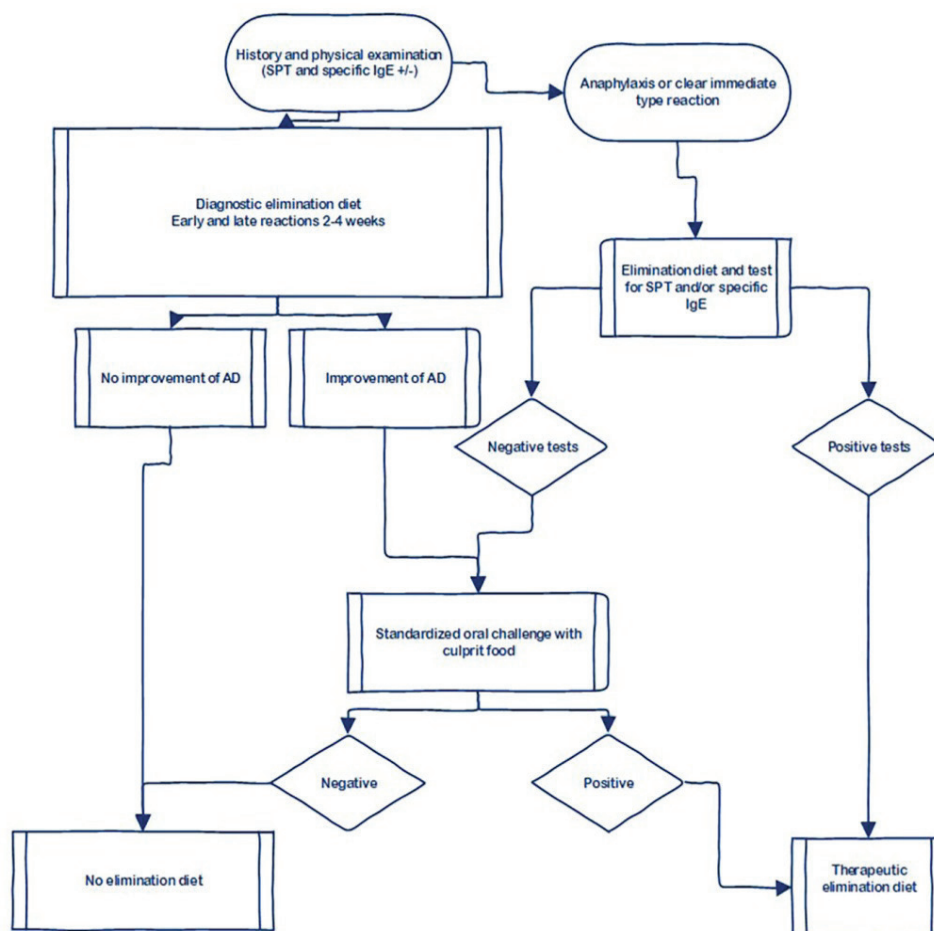 History and physical examination
(SPT and specific IgE +/-)
Anaphylaxis or clear immediate
type reaction
Diagnostic elimination diet
Early and late reactions 2-4 weeks
Elimination diet and test
for SPT and/or specific
IgE
No improvement of AD
Improvement of AD
Negative tests
Positive tests
Standardized oral challenge with
culprit food
Negative
Positive
No elimination diet
Therapeutic
elimination diet